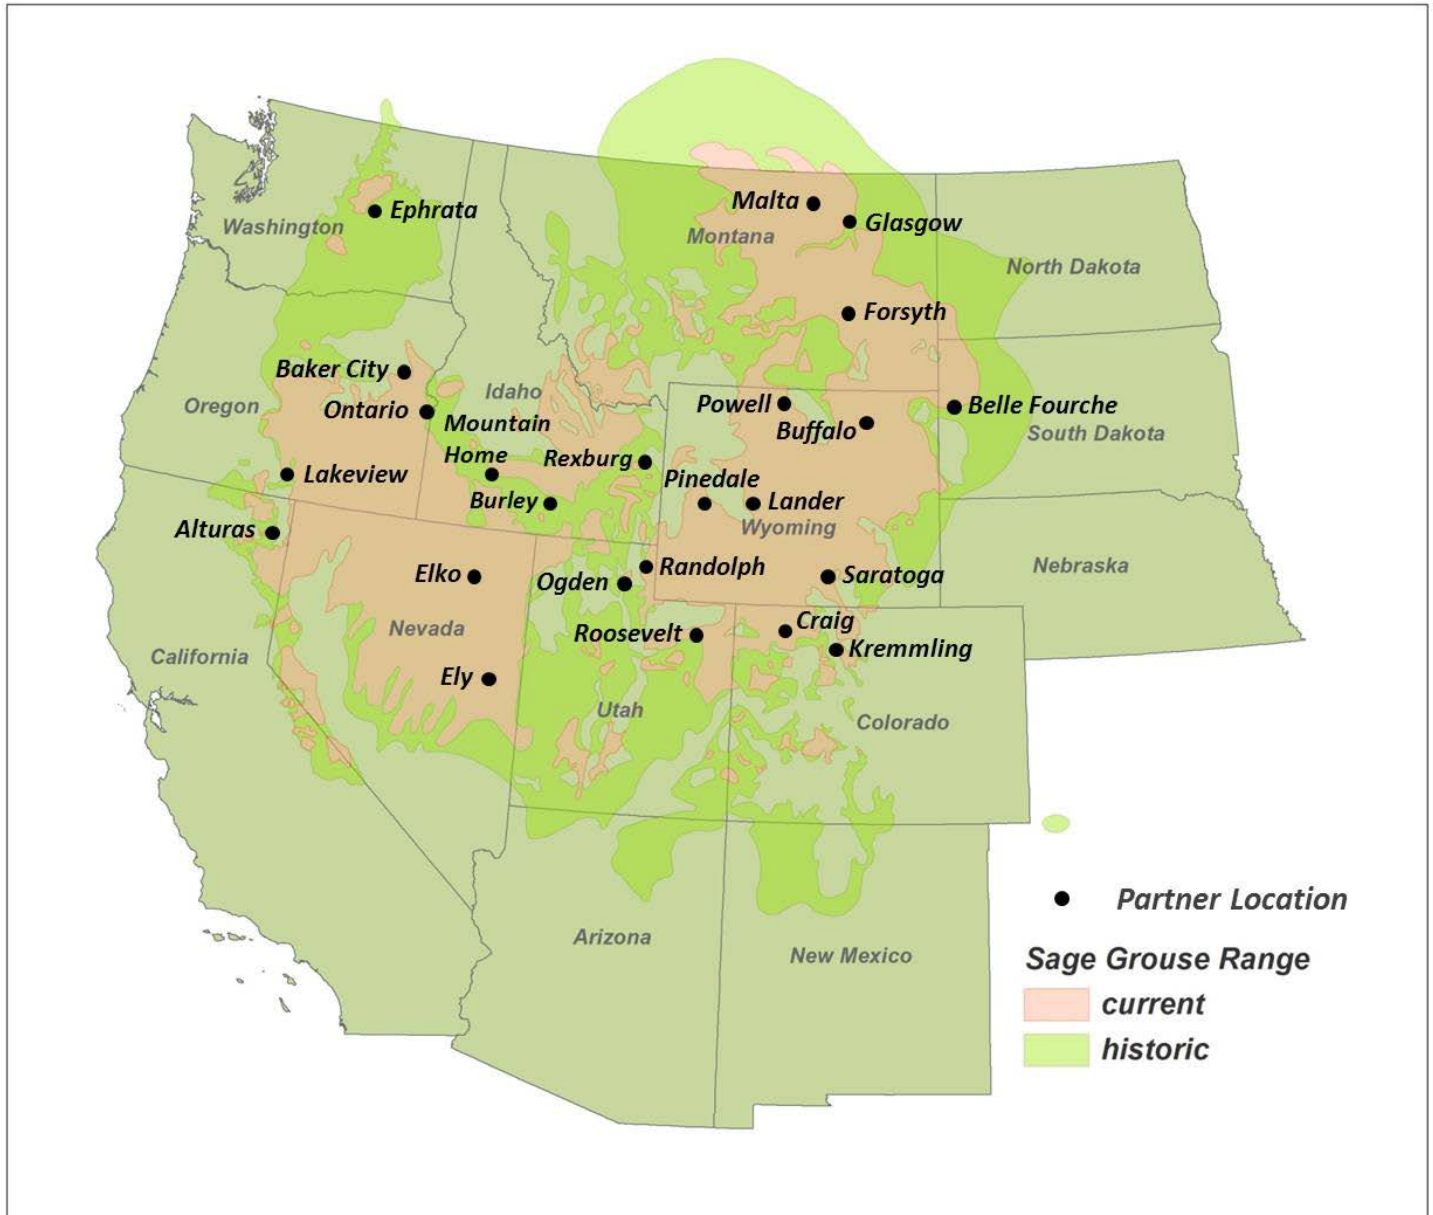 Malta
Ephrata
Glasgow
Washington
Montana
North Dakota
Forsyth
Baker City
Idaho
Powell
Belle Fourche
Oregon
Ontario
Mountain
Home
Buffalo
South Dakota
Rexburg
Lakeview
Pinedale
Burley
Lander
Wyoming
Alturas
Elko
Ogden
Randolph
Saratoga
Nebraska
Nevada
Roosevelt
Craig
Kremmling
California
Ely
Utah
Colorado
Partner Location
Arizona
New Mexico
Sage Grouse Range
current
historic